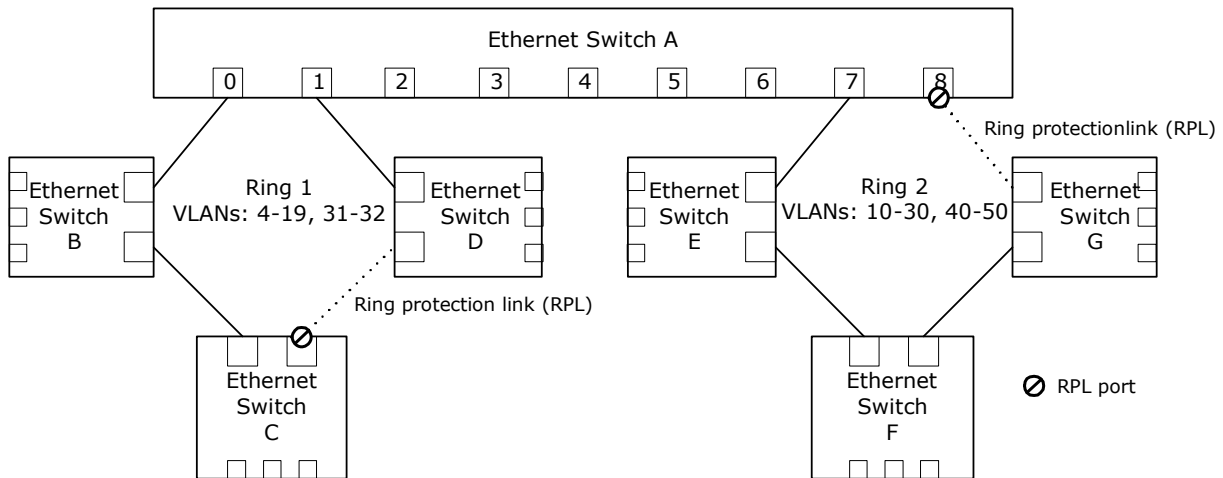 Ethernet Switch A
0 1 2 3 4 5 6 7 8
Ring protectionlink (RPL)
Ethernet
Switch
B
Ring 1
VLANs: 4-19, 31-32
Ethernet
Switch
D
Ethernet
Switch
E
Ring 2
VLANs: 10-30, 40-50
Ethernet
Switch
G
Ring protection link (RPL)
Ethernet
Switch
C
Ethernet
Switch
F
RPL port